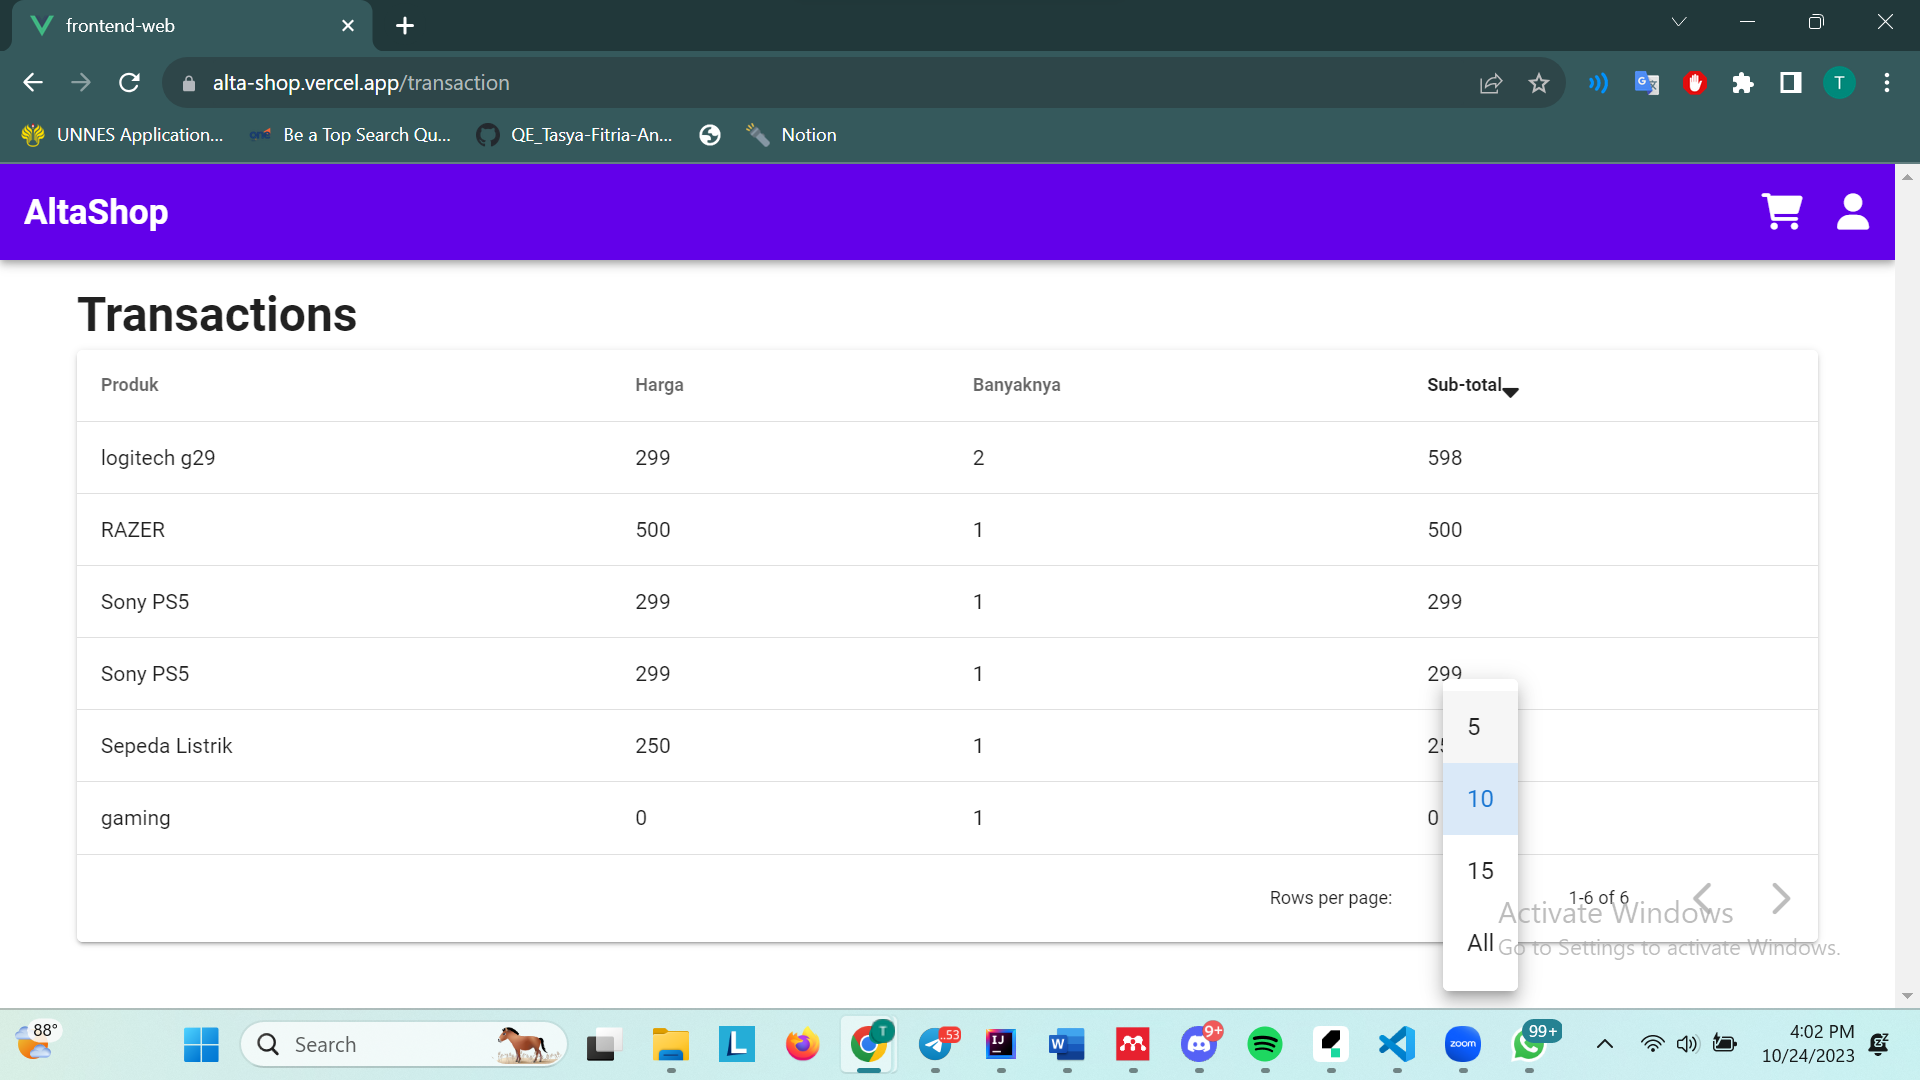 frontend-web
alta-shop.vercel.app/transaction
T
UNNES Application...
one Be a Top Search Qu...
QE_Tasya-Fitria-An...
Notion
AltaShop
Transactions
Produk Harga Banyaknya Sub-total
logitech g29 299 2 598
RAZER 500 1 500
Sony PS5 299 1 299
Sony PS5 299 1 299
Sepeda Listrik 250 1
gaming 0 1 0
5
10
15
All
Rows per page: 1-6 of 6
Activate Windows
Go to Settings to activate Windows.
88°
Search
L
T
53
IJ
W
9+
zoom
99+
4:02 PM
10/24/2023